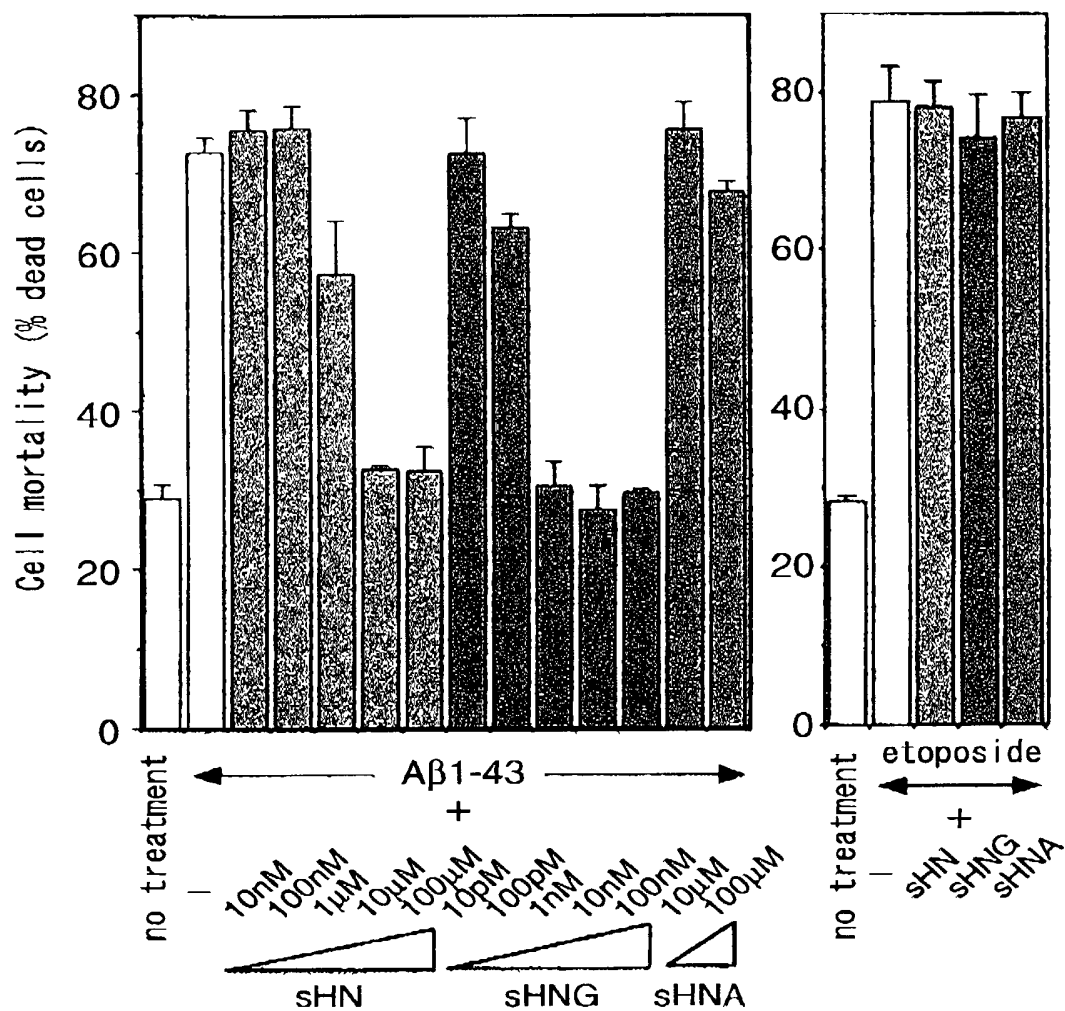 Cell mortality (% dead cells)
80
60
40
20
0
80
60
40
20
0
no treatment
−
Aβ1-43
+
10nM
100nM
1μM
10μM
100μM
10pM
100pM
1nM
10nM
100nM
10μM
100μM
sHN
sHNG
sHNA
no treatment
−
etoposide
+
sHN
sHNG
sHNA